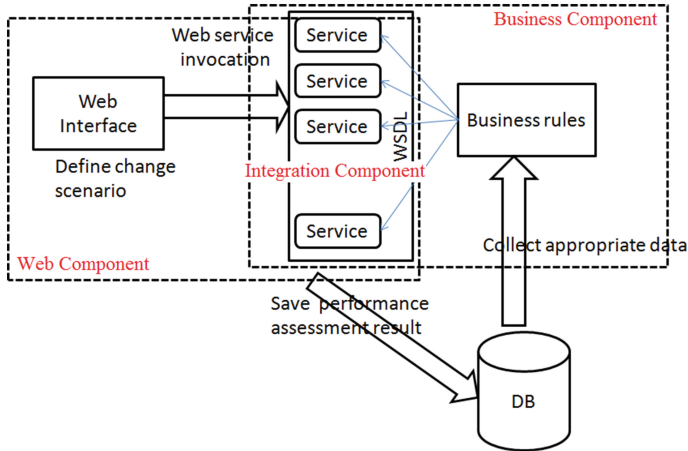 Business Component
Web service
invocation
Service
Service
Service
WSDL
Web
Interface
Business rules
Define change
scenario
Integration Component
Service
Collect appropriate data
Web Component
Save performance
assessment result
DB